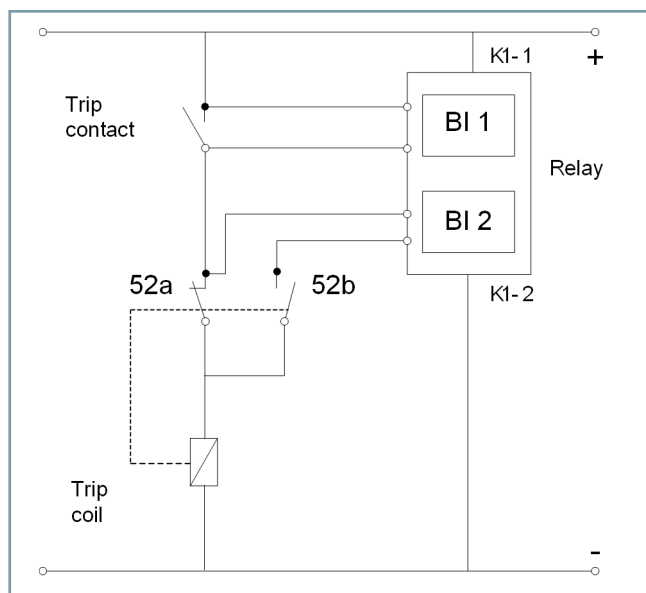 K1-1
+
Trip
contact
BI 1
Relay
BI 2
52a
52b
K1-2
Trip
coil
-